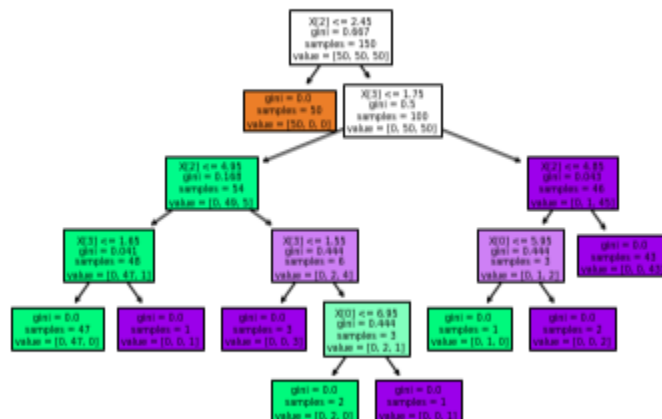 X[2] <= 2.45
gini = 0.667
samples = 150
value = [50, 50, 50]
gini = 0.0
samples = 50
value = [50, 0, 0]
X[3] <= 1.75
gini = 0.5
samples = 100
value = [0, 50, 50]
X[2] <= 4.95
gini = 0.168
samples = 54
value = [0, 49, 5]
X[2] <= 4.85
gini = 0.043
samples = 46
value = [0, 1, 45]
X[3] <= 1.65
gini = 0.041
samples = 48
value = [0, 47, 1]
X[3] <= 1.55
gini = 0.444
samples = 6
value = [0, 2, 4]
X[0] <= 5.95
gini = 0.444
samples = 3
value = [0, 1, 2]
gini = 0.0
samples = 43
value = [0, 0, 43]
gini = 0.0
samples = 47
value = [0, 47, 0]
gini = 0.0
samples = 1
value = [0, 0, 1]
gini = 0.0
samples = 3
value = [0, 0, 3]
X[0] <= 6.95
gini = 0.444
samples = 3
value = [0, 2, 1]
gini = 0.0
samples = 1
value = [0, 1, 0]
gini = 0.0
samples = 2
value = [0, 0, 2]
gini = 0.0
samples = 2
value = [0, 2, 0]
gini = 0.0
samples = 1
value = [0, 0, 1]